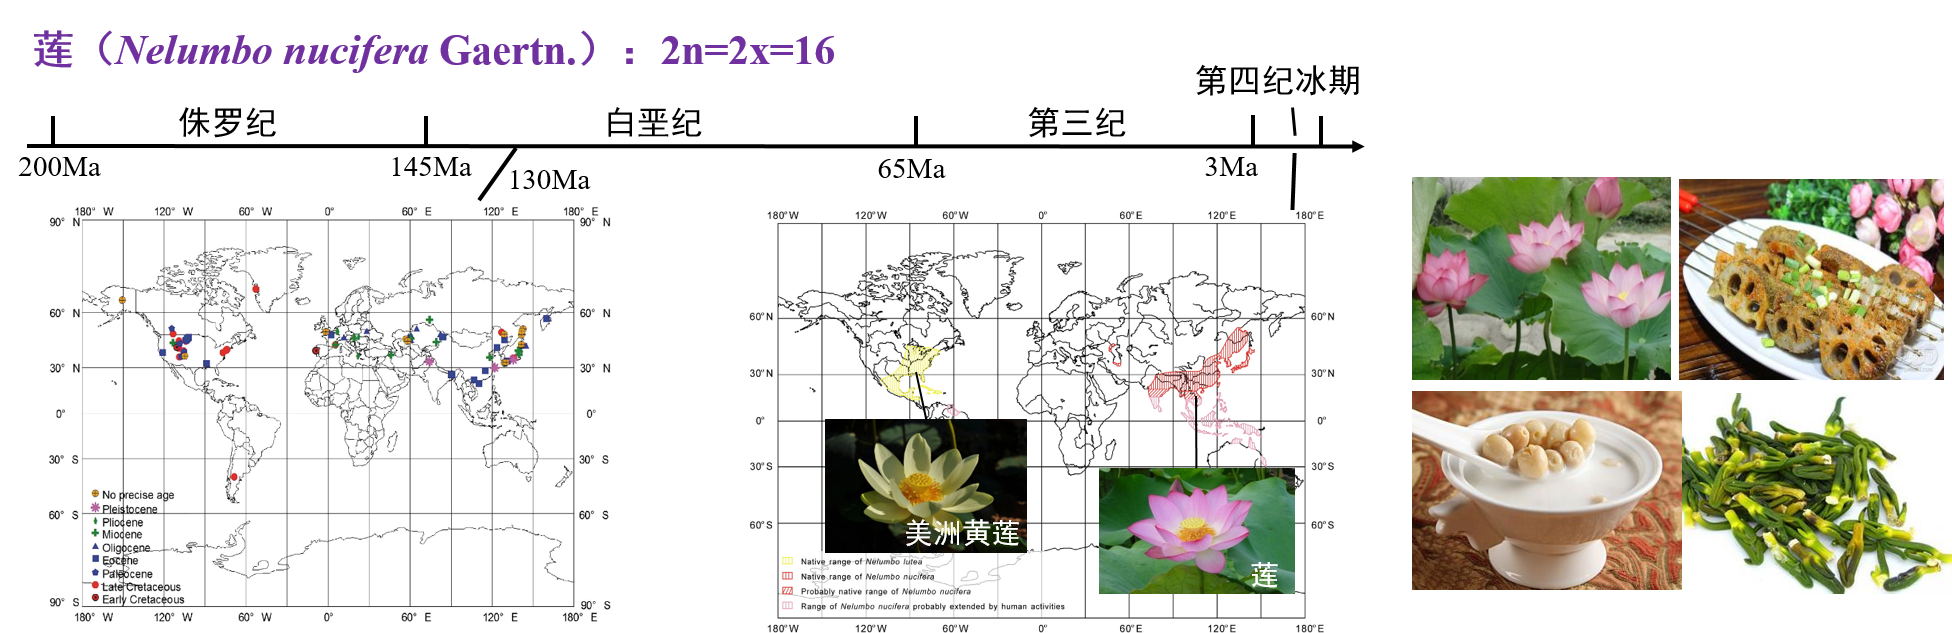 莲（Nelumbo nucifera Gaertn.）：2n=2x=16
第四纪冰期
侏罗纪 白垩纪 第三纪
200Ma 145Ma 130Ma 65Ma 3Ma
180° W 120° W 60° W 0° 60° E 120° E 180° E
90° N 90° N
60° N 60° N
30° N 30° N
0° 0°
30° S 30° S
60° S 60° S
90° S 90° S
No precise age
Pleistocene
Pliocene
Miocene
Oligocene
Eocene
Paleocene
Late Cretaceous
Early Cretaceous
180° W 120° W 60° W 0° 60° E 120° E 180° E
180°W 120°W 60°W 0° 60°E 120°E 180°E
60°N 60°N
30°N 30°N
0° 0°
30°S 30°S
60°S 60°S
美洲黄莲
莲
Native range of Nelumbo lutea
Native range of Nelumbo nucifera
Probably native range of Nelumbo nucifera
Range of Nelumbo nucifera probably extended by human activities
180°W 120°W 60°W 0° 60°E 120°E 180°E